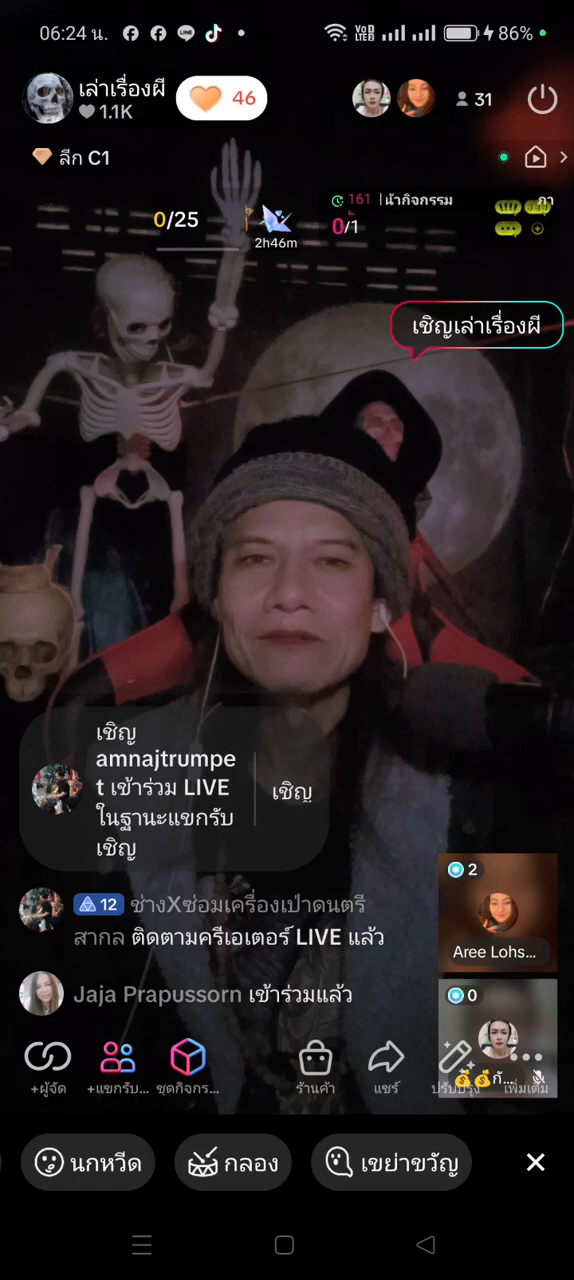 06:24 น.
LINE
VoD
LTE2
86%
เล่าเรื่องผี
1.1K
46
31
ลีก C1
0/25
2h46m
161
น้ากิจกรรม
0/1
เชิญเล่าเรื่องผี
เชิญ
amnajtrumpe
t เข้าร่วม LIVE
ในฐานะแขกรับ
เชิญ
เชิญ
2
Aree Lohs...
12 ช่างXซ่อมเครื่องเป่าดนตรี
สากล ติดตามครีเอเตอร์ LIVE แล้ว
Jaja Prapussorn เข้าร่วมแล้ว
0
กั...
+ผู้จัด
+แขกรับ...
ชุดกิจกร...
ร้านค้า
แชร์
ปรับปรุง
เพิ่มเติม
นกหวีด
กลอง
เขย่าขวัญ